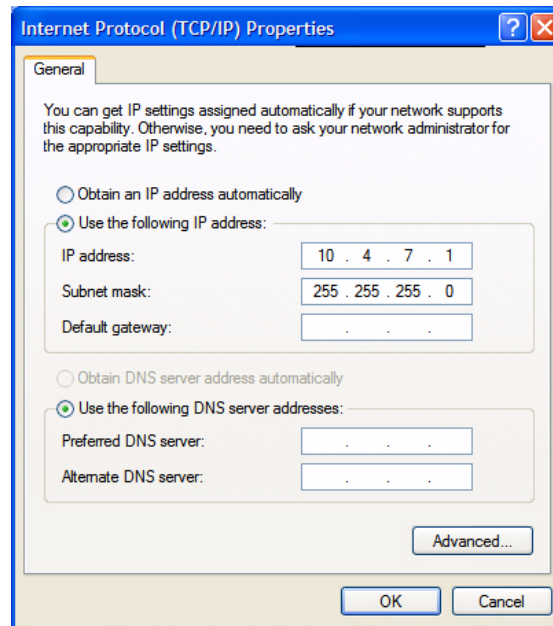 Internet Protocol (TCP/IP) Properties
General
You can get IP settings assigned automatically if your network supports
this capability. Otherwise, you need to ask your network administrator for
the appropriate IP settings.
Obtain an IP address automatically
Use the following IP address:
IP address: 10 . 4 . 7 . 1
Subnet mask: 255 . 255 . 255 . 0
Default gateway: . . .
Obtain DNS server address automatically
Use the following DNS server addresses:
Preferred DNS server: . . .
Alternate DNS server: . . .
Advanced...
OK Cancel